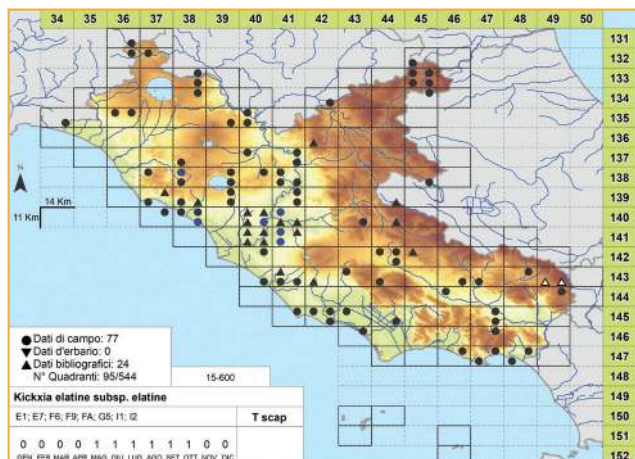 34 35 36 37 38 39 40 41 42 43 44 45 46 47 48 49 50
131
132
133
134
135
136
137
138
139
140
141
142
143
144
145
146
147
148
149
150
151
152
N
14 Km
11 Km
Dati di campo: 77
Dati d'erbario: 0
Dati bibliografici: 24
N° Quadranti: 95/544
15-600
Kickxia elatine subsp. elatine
E1; E7; F6; F9; FA; G5; I1; I2
T scap
0 0 0 0 1 1 1 1 1 1 0 0
GEN FEB MAR APR MAG GIU LUG AGO SET OTT NOV DIC